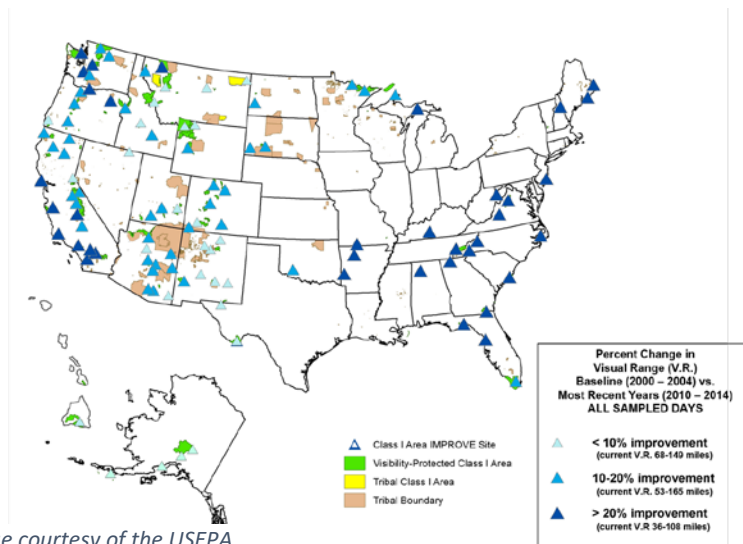 Percent Change in
Visual Range (V.R.)
Baseline (2000 – 2004) vs.
Most Recent Years (2010 – 2014)
ALL SAMPLED DAYS
< 10% improvement
(current V.R. 68-149 miles)
10-20% improvement
(current V.R. 53-165 miles)
> 20% improvement
(current V.R 36-108 miles)
Class I Area IMPROVE Site
Visibility-Protected Class I Area
Tribal Class I Area
Tribal Boundary
e courtesy of the USEPA